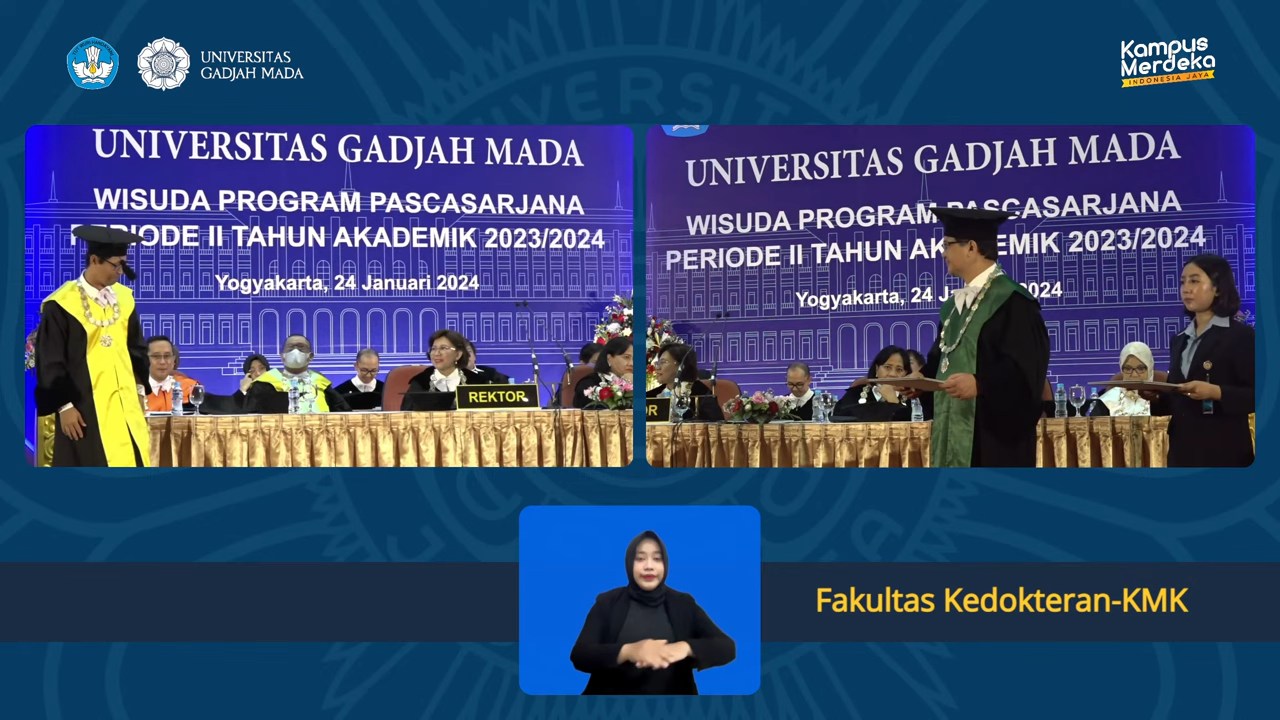 UNIVERSITAS
GADJAH MADA
Kampus
Merdeka
INDONESIA JAYA
UNIVERSITAS GADJAH MADA
WISUDA PROGRAM PASCASARJANA
PERIODE II TAHUN AKADEMIK 2023/2024
Yogyakarta, 24 Januari 2024
REKTOR
UNIVERSITAS GADJAH MADA
WISUDA PROGRAM PASCASARJANA
PERIODE II TAHUN AKADEMIK 2023/2024
Yogyakarta, 24 Ja 2024
OR
Fakultas Kedokteran-KMK